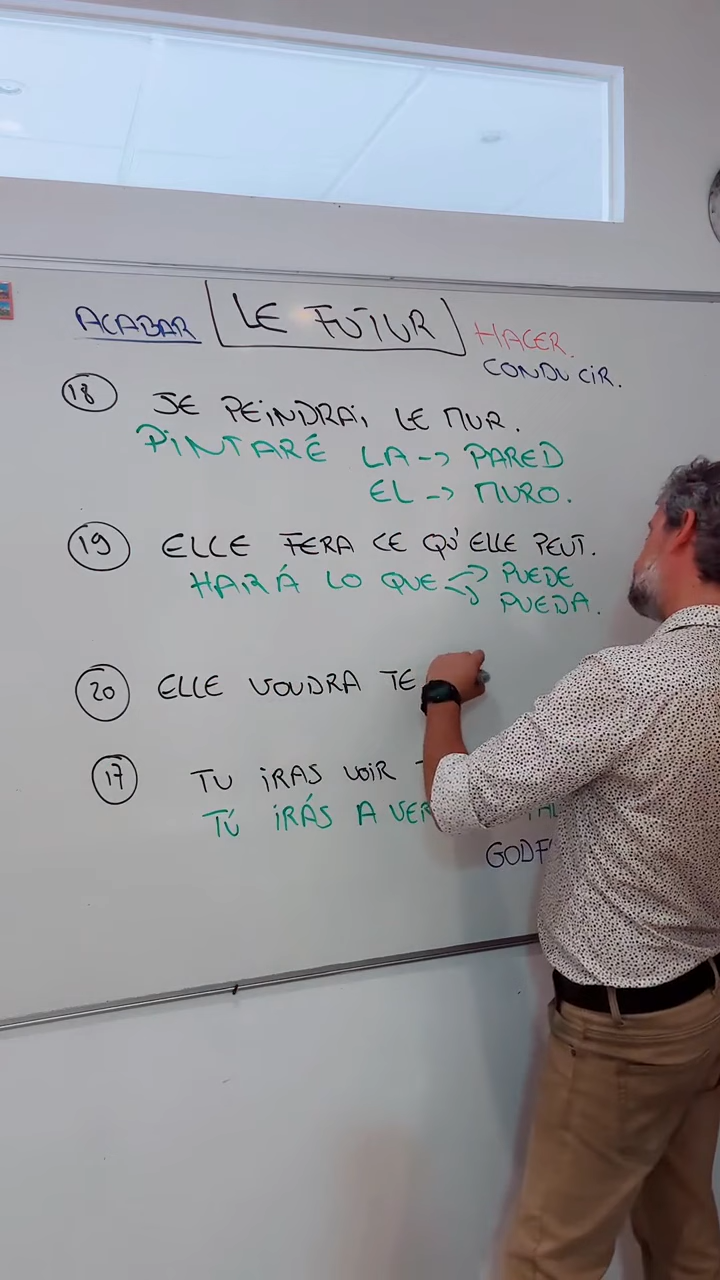 ACABAR LE FUTUR HACER.
CONDUCIR.
18 JE PEINDRAI LE MUR.
PINTARÉ LA -> PARED
EL -> MURO.
19 ELLE FERA CE QU'ELLE PEUT.
HARÁ LO QUE PUEDE
PUEDA.
20 ELLE VOUDRA TE
17 TU IRAS VOIR
TÚ IRÁS A VER